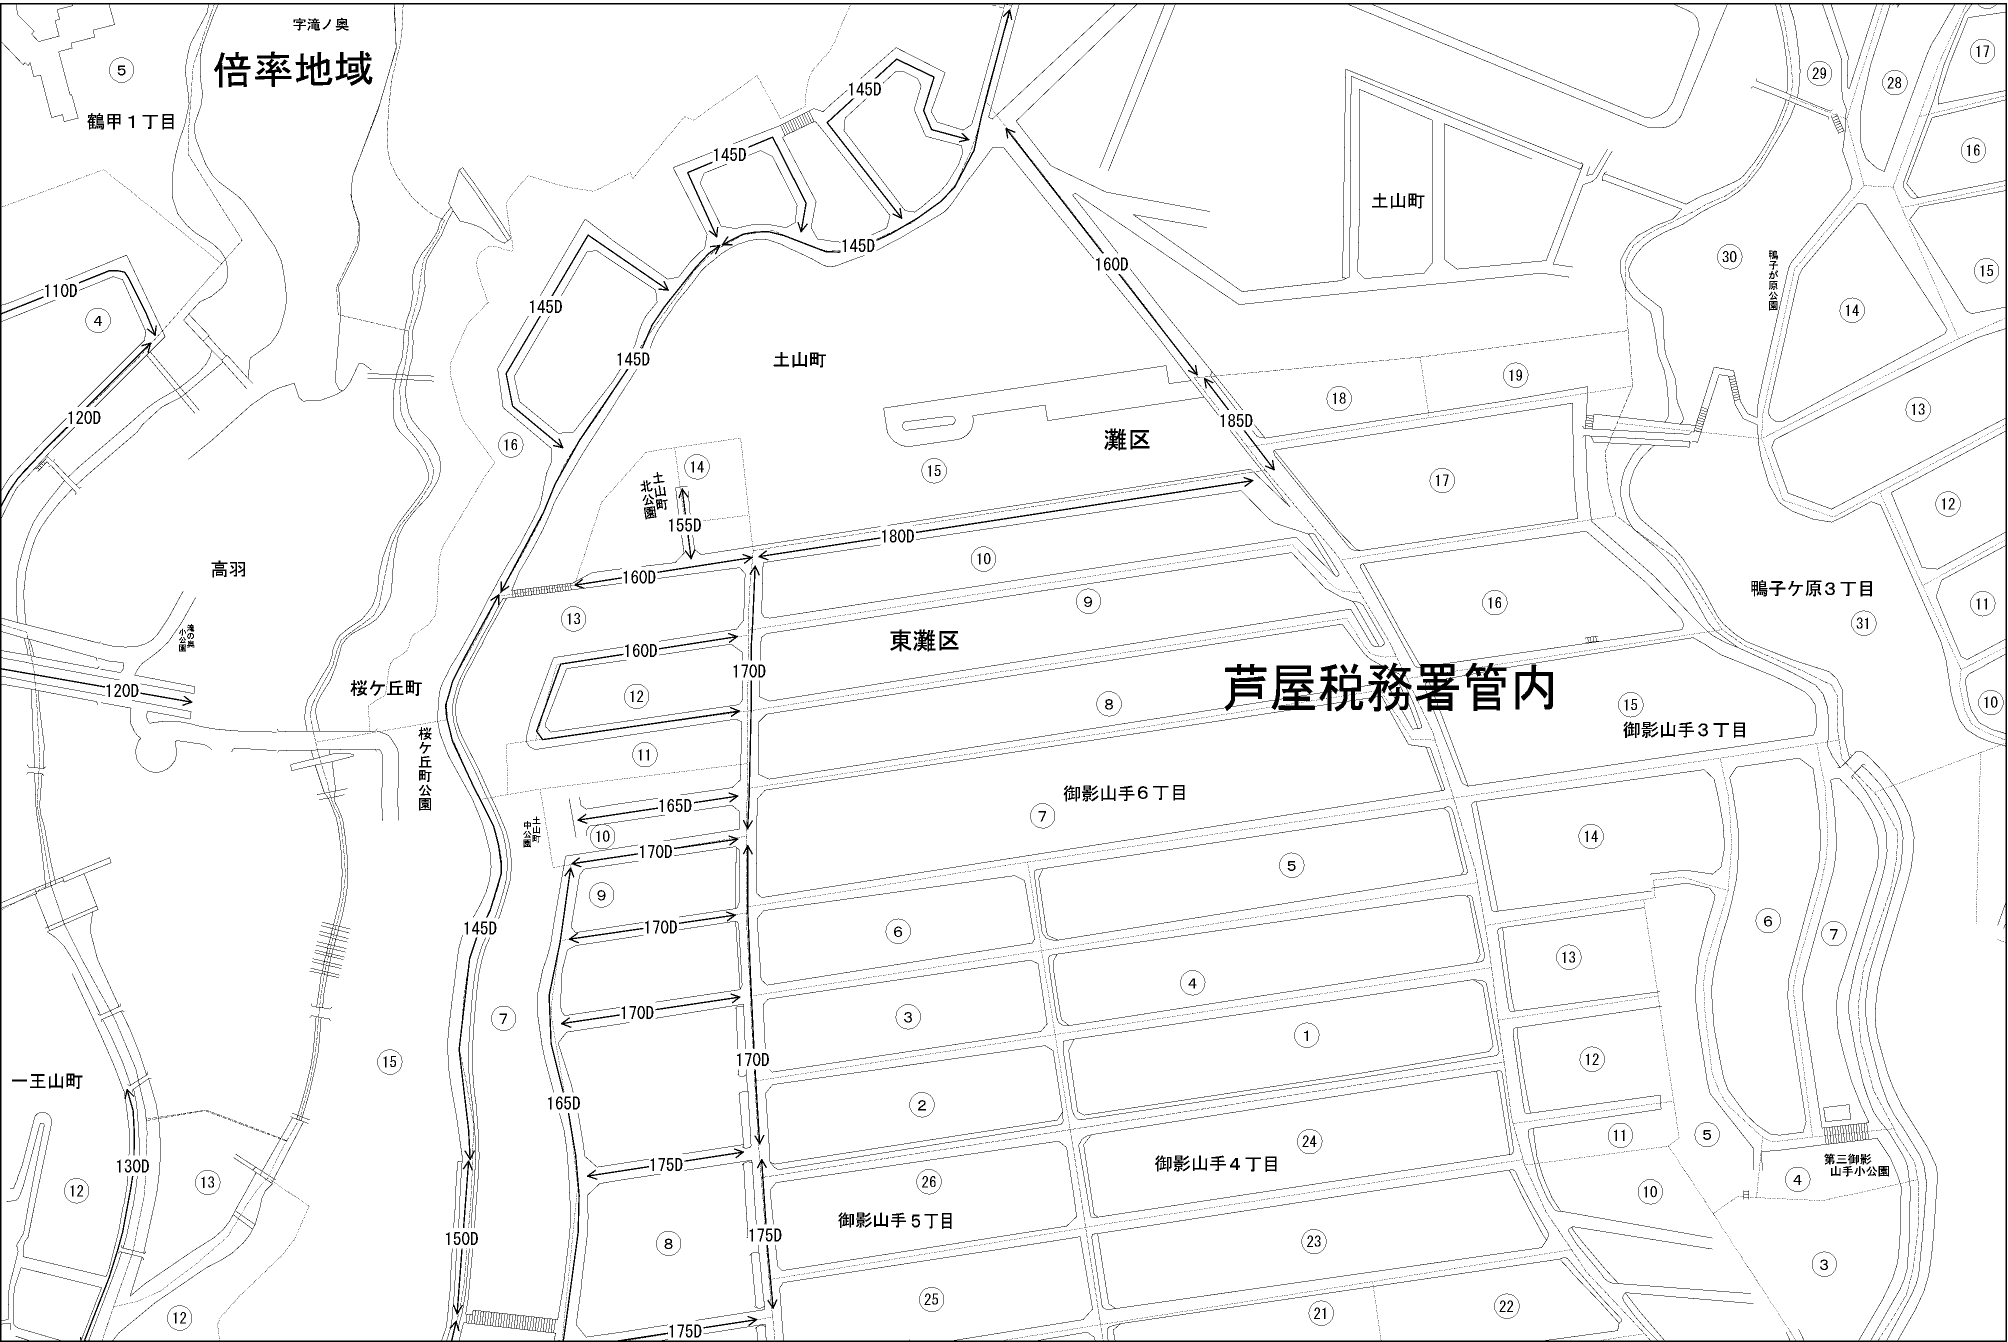 字滝ノ奥
倍率地域
5
鶴甲１丁目
145D
29
28
17
16
145D
土山町
160D
30
鴨子が原公園
15
14
110D
4
145D
145D
145D
土山町
18
19
13
120D
16
185D
灘区
14
15
土山町
北公園
155D
17
12
180D
10
160D
高羽
13
9
16
鴨子ケ原３丁目
11
31
滝の奥
小公園
東灘区
160D
170D
芦屋税務署管内
120D
桜ケ丘町
12
8
15
10
御影山手３丁目
桜ケ丘町公園
11
165D
御影山手６丁目
7
土山町
中公園
10
170D
14
5
9
145D
170D
6
6
7
13
4
170D
7
3
1
15
170D
12
一王山町
165D
2
130D
175D
24
11
5
御影山手４丁目
第三御影
山手小公園
12
13
26
10
4
御影山手５丁目
150D
8
175D
23
3
12
25
21
22
175D